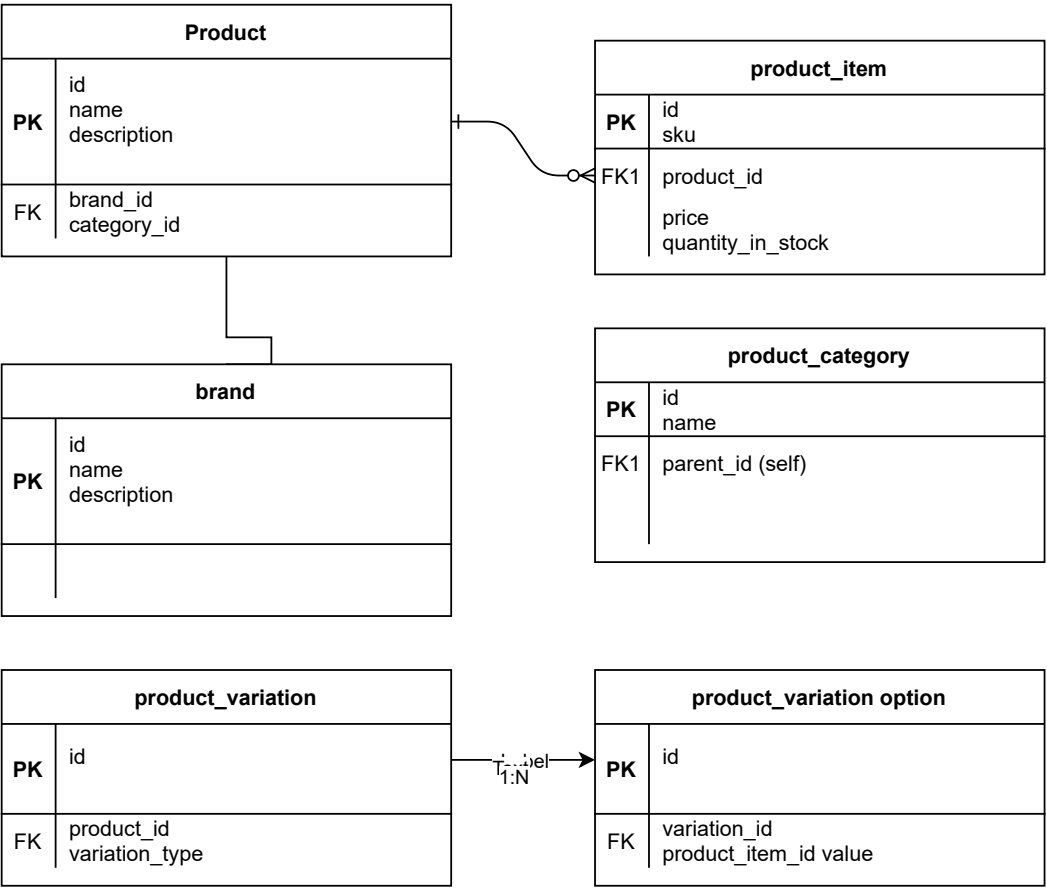 Product
PK
id
name
description
FK
brand_id
category_id
product_item
PK
id
sku
FK1
product_id
price
quantity_in_stock
brand
PK
id
name
description
product_category
PK
id
name
FK1
parent_id (self)
product_variation
PK
id
FK
product_id
variation_type
1:N
product_variation option
PK
id
FK
variation_id
product_item_id value